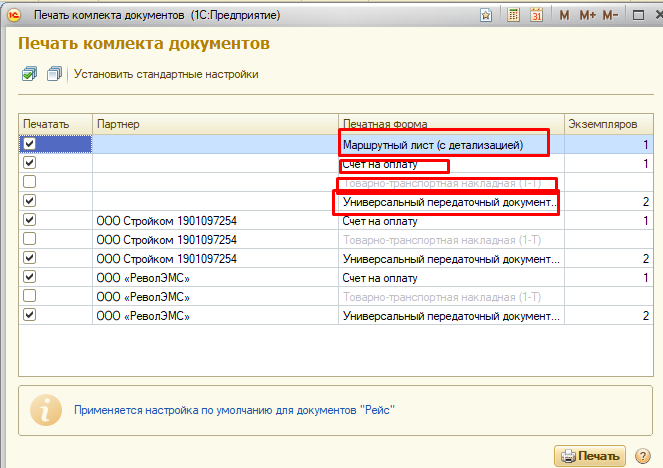 Печать комлекта документов (1С:Предприятие)
M M+ M-
Печать комлекта документов
Установить стандартные настройки
Печатать Партнер Печатная форма Экземпляров
Маршрутный лист (с детализацией) 1
Счет на оплату 1
Товарно-транспортная накладная (1-Т)
Универсальный передаточный документ... 2
ООО Стройком 1901097254 Счет на оплату 1
ООО Стройком 1901097254 Товарно-транспортная накладная (1-Т)
ООО Стройком 1901097254 Универсальный передаточный документ... 2
ООО «РеволЭМС» Счет на оплату 1
ООО «РеволЭМС» Товарно-транспортная накладная (1-Т)
ООО «РеволЭМС» Универсальный передаточный документ... 2
Применяется настройка по умолчанию для документов "Рейс"
Печать ?